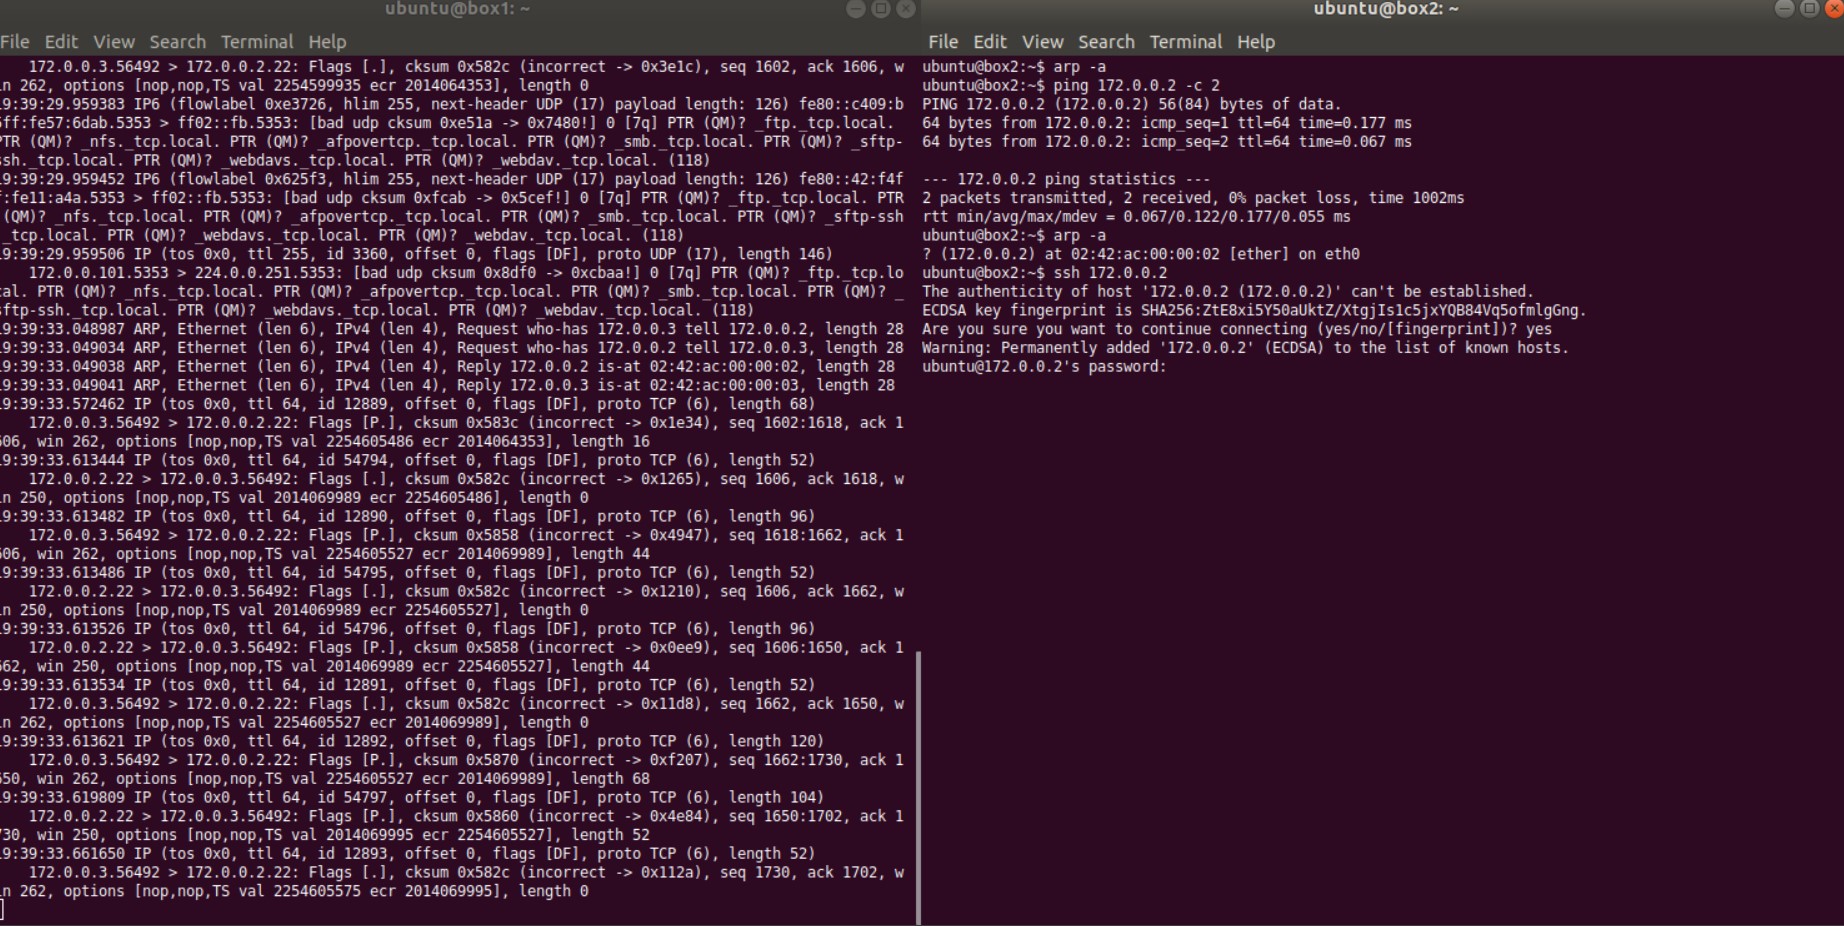 ubuntu@box1: ~
File Edit View Search Terminal Help
172.0.0.3.56492 > 172.0.0.2.22: Flags [.], cksum 0x582c (incorrect -> 0x3e1c), seq 1602, ack 1606, w
n 262, options [nop,nop,TS val 2254599935 ecr 2014064353], length 0
9:39:29.959383 IP6 (flowlabel 0xe3726, hlim 255, next-header UDP (17) payload length: 126) fe80::c409:b
ff:fe57:6dab.5353 > ff02::fb.5353: [bad udp cksum 0xe51a -> 0x7480!] 0 [7q] PTR (QM)? _ftp._tcp.local.
PTR (QM)? _nfs._tcp.local. PTR (QM)? _afpovertcp._tcp.local. PTR (QM)? _smb._tcp.local. PTR (QM)? _sftp-
ssh._tcp.local. PTR (QM)? _webdavs._tcp.local. PTR (QM)? _webdav._tcp.local. (118)
9:39:29.959452 IP6 (flowlabel 0x625f3, hlim 255, next-header UDP (17) payload length: 126) fe80::42:f4f
:fe11:a4a.5353 > ff02::fb.5353: [bad udp cksum 0xfcab -> 0x5cef!] 0 [7q] PTR (QM)? _ftp._tcp.local. PTR
(QM)? _nfs._tcp.local. PTR (QM)? _afpovertcp._tcp.local. PTR (QM)? _smb._tcp.local. PTR (QM)? _sftp-ssh
._tcp.local. PTR (QM)? _webdavs._tcp.local. PTR (QM)? _webdav._tcp.local. (118)
9:39:29.959506 IP (tos 0x0, ttl 255, id 3360, offset 0, flags [DF], proto UDP (17), length 146)
172.0.0.101.5353 > 224.0.0.251.5353: [bad udp cksum 0x8df0 -> 0xcbaa!] 0 [7q] PTR (QM)? _ftp._tcp.lo
cal. PTR (QM)? _nfs._tcp.local. PTR (QM)? _afpovertcp._tcp.local. PTR (QM)? _smb._tcp.local. PTR (QM)? _
sftp-ssh._tcp.local. PTR (QM)? _webdavs._tcp.local. PTR (QM)? _webdav._tcp.local. (118)
9:39:33.048987 ARP, Ethernet (len 6), IPv4 (len 4), Request who-has 172.0.0.3 tell 172.0.0.2, length 28
9:39:33.049034 ARP, Ethernet (len 6), IPv4 (len 4), Request who-has 172.0.0.2 tell 172.0.0.3, length 28
9:39:33.049038 ARP, Ethernet (len 6), IPv4 (len 4), Reply 172.0.0.2 is-at 02:42:ac:00:00:02, length 28
9:39:33.049041 ARP, Ethernet (len 6), IPv4 (len 4), Reply 172.0.0.3 is-at 02:42:ac:00:00:03, length 28
9:39:33.572462 IP (tos 0x0, ttl 64, id 12889, offset 0, flags [DF], proto TCP (6), length 68)
172.0.0.3.56492 > 172.0.0.2.22: Flags [P.], cksum 0x583c (incorrect -> 0x1e34), seq 1602:1618, ack 1
606, win 262, options [nop,nop,TS val 2254605486 ecr 2014064353], length 16
9:39:33.613444 IP (tos 0x0, ttl 64, id 54794, offset 0, flags [DF], proto TCP (6), length 52)
172.0.0.2.22 > 172.0.0.3.56492: Flags [.], cksum 0x582c (incorrect -> 0x1265), seq 1606, ack 1618, w
n 250, options [nop,nop,TS val 2014069989 ecr 2254605486], length 0
9:39:33.613482 IP (tos 0x0, ttl 64, id 12890, offset 0, flags [DF], proto TCP (6), length 96)
172.0.0.3.56492 > 172.0.0.2.22: Flags [P.], cksum 0x5858 (incorrect -> 0x4947), seq 1618:1662, ack 1
606, win 262, options [nop,nop,TS val 2254605527 ecr 2014069989], length 44
9:39:33.613486 IP (tos 0x0, ttl 64, id 54795, offset 0, flags [DF], proto TCP (6), length 52)
172.0.0.2.22 > 172.0.0.3.56492: Flags [.], cksum 0x582c (incorrect -> 0x1210), seq 1606, ack 1662, w
n 250, options [nop,nop,TS val 2014069989 ecr 2254605527], length 0
9:39:33.613526 IP (tos 0x0, ttl 64, id 54796, offset 0, flags [DF], proto TCP (6), length 96)
172.0.0.2.22 > 172.0.0.3.56492: Flags [P.], cksum 0x5858 (incorrect -> 0x0ee9), seq 1606:1650, ack 1
662, win 250, options [nop,nop,TS val 2014069989 ecr 2254605527], length 44
9:39:33.613534 IP (tos 0x0, ttl 64, id 12891, offset 0, flags [DF], proto TCP (6), length 52)
172.0.0.3.56492 > 172.0.0.2.22: Flags [.], cksum 0x582c (incorrect -> 0x11d8), seq 1662, ack 1650, w
n 262, options [nop,nop,TS val 2254605527 ecr 2014069989], length 0
9:39:33.613621 IP (tos 0x0, ttl 64, id 12892, offset 0, flags [DF], proto TCP (6), length 120)
172.0.0.3.56492 > 172.0.0.2.22: Flags [P.], cksum 0x5870 (incorrect -> 0xf207), seq 1662:1730, ack 1
650, win 262, options [nop,nop,TS val 2254605527 ecr 2014069989], length 68
9:39:33.619809 IP (tos 0x0, ttl 64, id 54797, offset 0, flags [DF], proto TCP (6), length 104)
172.0.0.2.22 > 172.0.0.3.56492: Flags [P.], cksum 0x5860 (incorrect -> 0x4e84), seq 1650:1702, ack 1
730, win 250, options [nop,nop,TS val 2014069995 ecr 2254605527], length 52
9:39:33.661650 IP (tos 0x0, ttl 64, id 12893, offset 0, flags [DF], proto TCP (6), length 52)
172.0.0.3.56492 > 172.0.0.2.22: Flags [.], cksum 0x582c (incorrect -> 0x112a), seq 1730, ack 1702, w
n 262, options [nop,nop,TS val 2254605575 ecr 2014069995], length 0
ubuntu@box2: ~
File Edit View Search Terminal Help
ubuntu@box2:~$ arp -a
ubuntu@box2:~$ ping 172.0.0.2 -c 2
PING 172.0.0.2 (172.0.0.2) 56(84) bytes of data.
64 bytes from 172.0.0.2: icmp_seq=1 ttl=64 time=0.177 ms
64 bytes from 172.0.0.2: icmp_seq=2 ttl=64 time=0.067 ms
--- 172.0.0.2 ping statistics ---
2 packets transmitted, 2 received, 0% packet loss, time 1002ms
rtt min/avg/max/mdev = 0.067/0.122/0.177/0.055 ms
ubuntu@box2:~$ arp -a
? (172.0.0.2) at 02:42:ac:00:00:02 [ether] on eth0
ubuntu@box2:~$ ssh 172.0.0.2
The authenticity of host '172.0.0.2 (172.0.0.2)' can't be established.
ECDSA key fingerprint is SHA256:ZtE8xi5Y50aUktZ/XtgjIs1c5jxYQB84Vq5ofmlgGng.
Are you sure you want to continue connecting (yes/no/[fingerprint])? yes
Warning: Permanently added '172.0.0.2' (ECDSA) to the list of known hosts.
ubuntu@172.0.0.2's password: